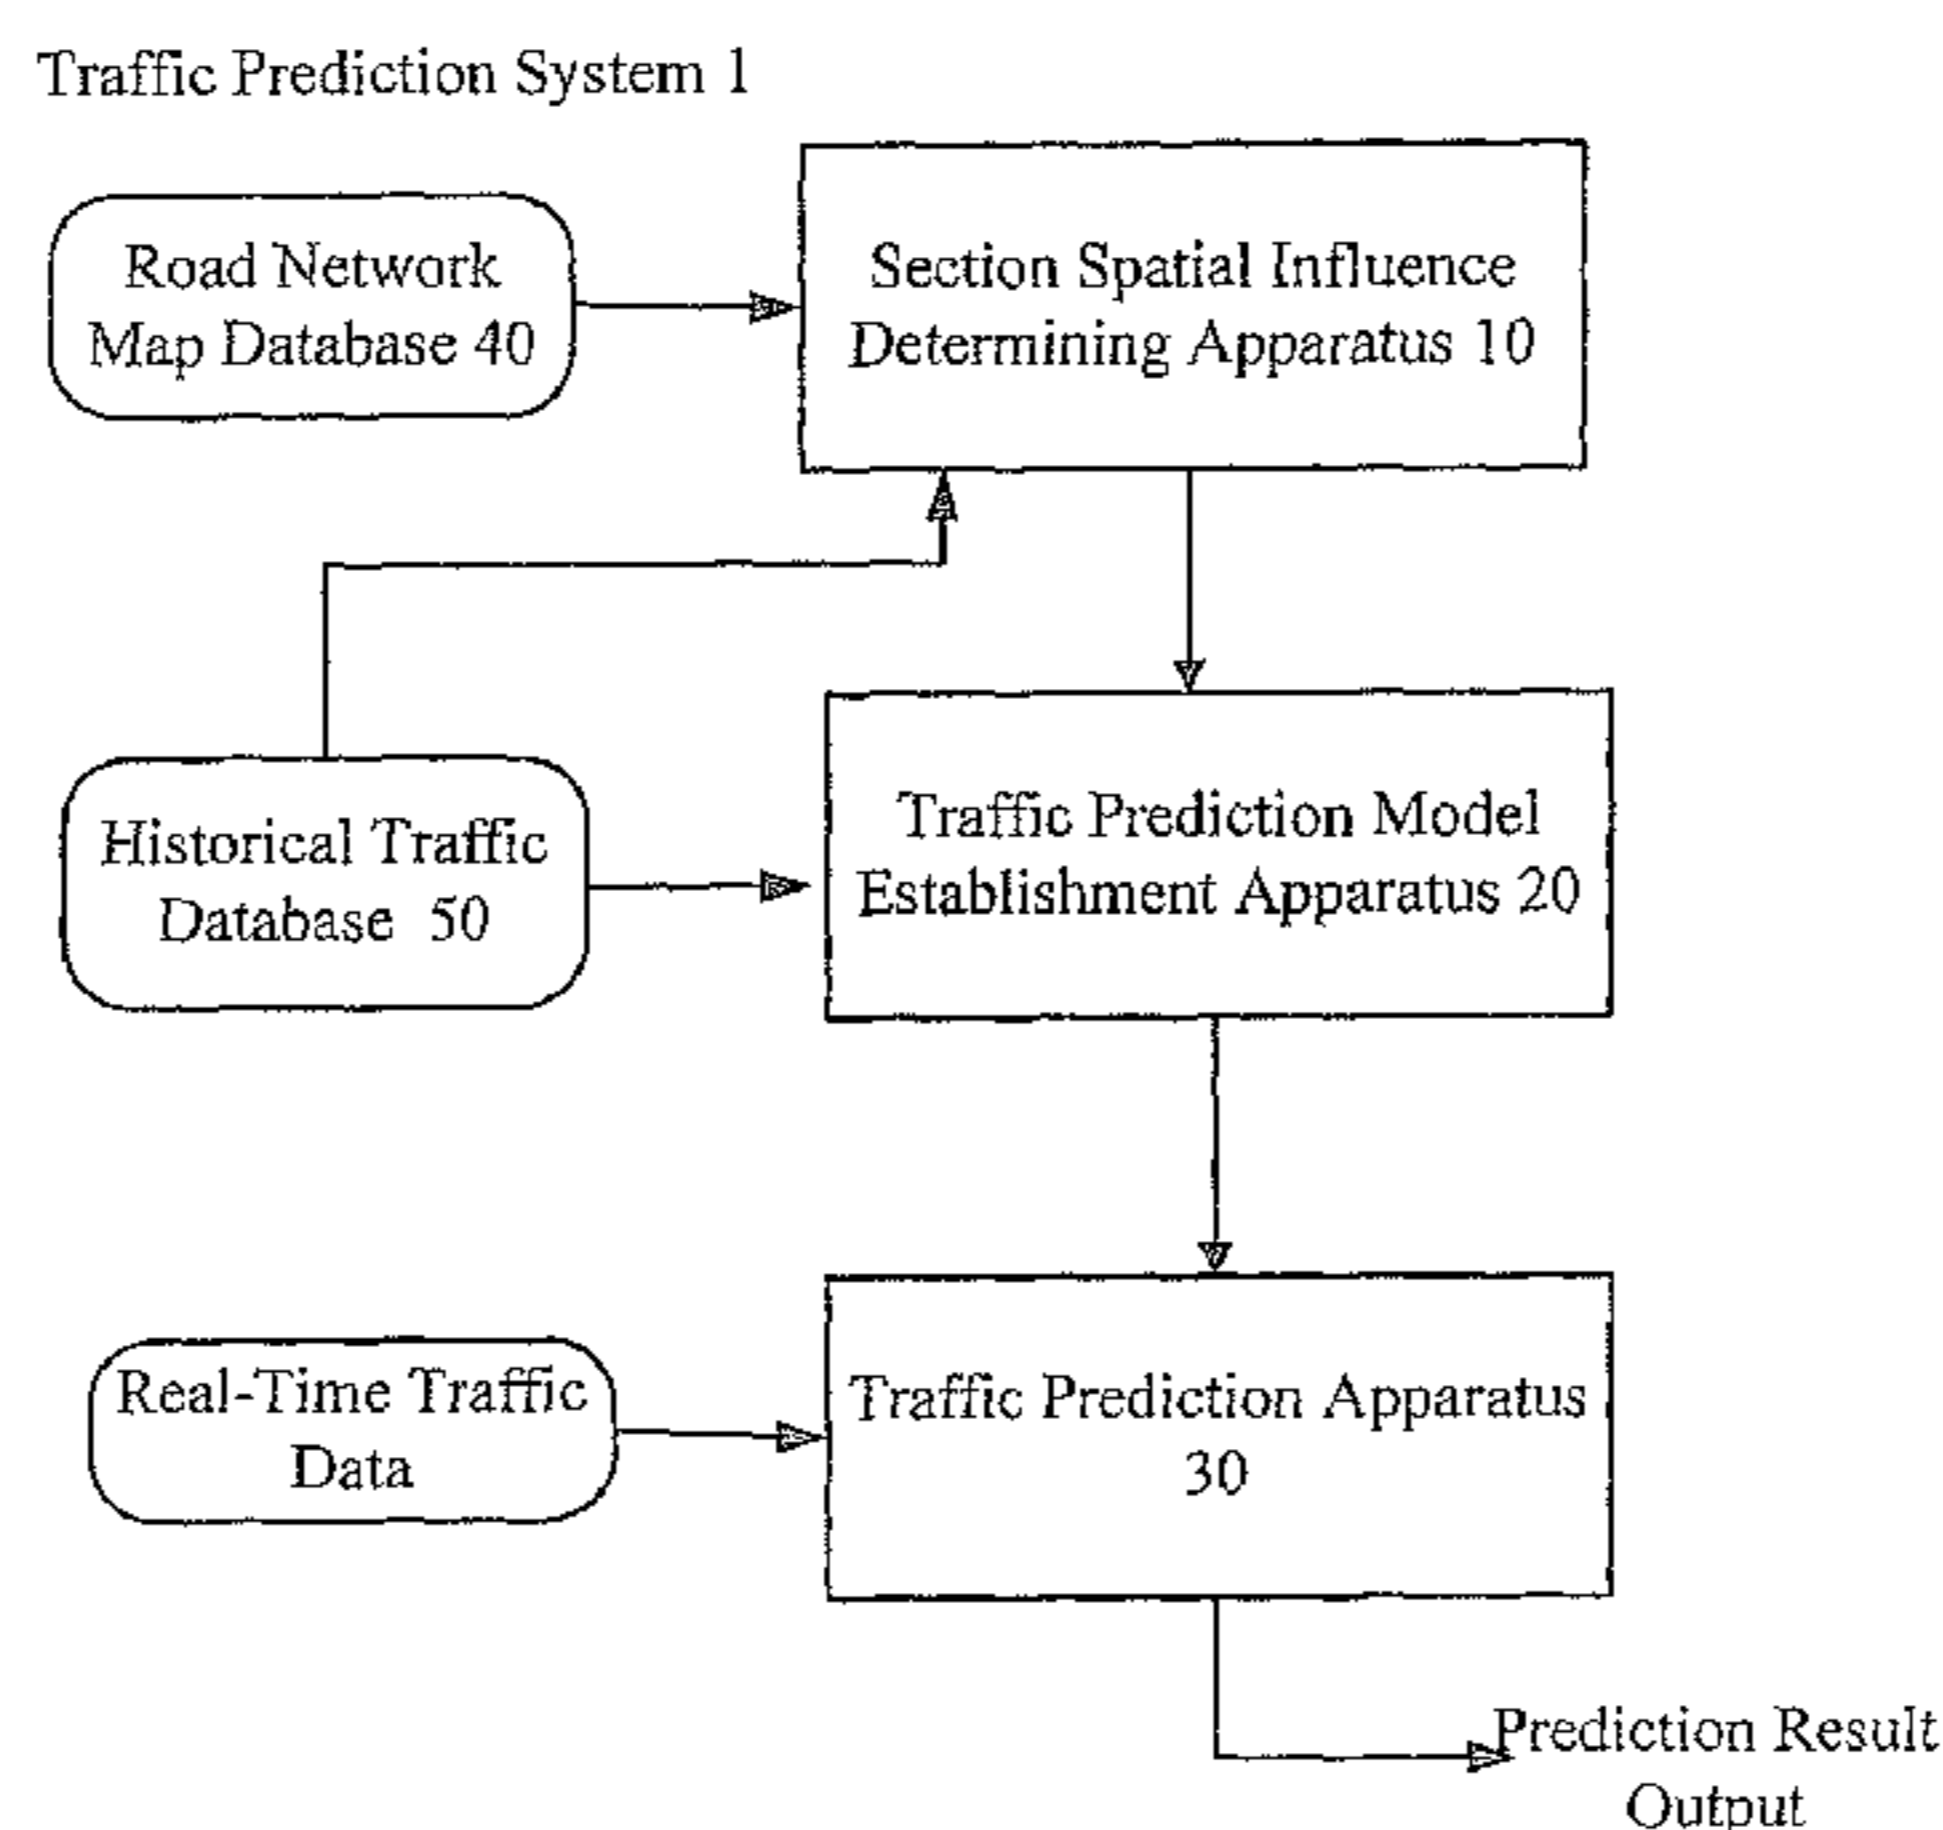 Traffic Prediction System 1
Road Network
Map Database 40
Section Spatial Influence
Determining Apparatus 10
Historical Traffic
Database 50
Traffic Prediction Model
Establishment Apparatus 20
Real-Time Traffic
Data
Traffic Prediction Apparatus
30
Prediction Result
Output